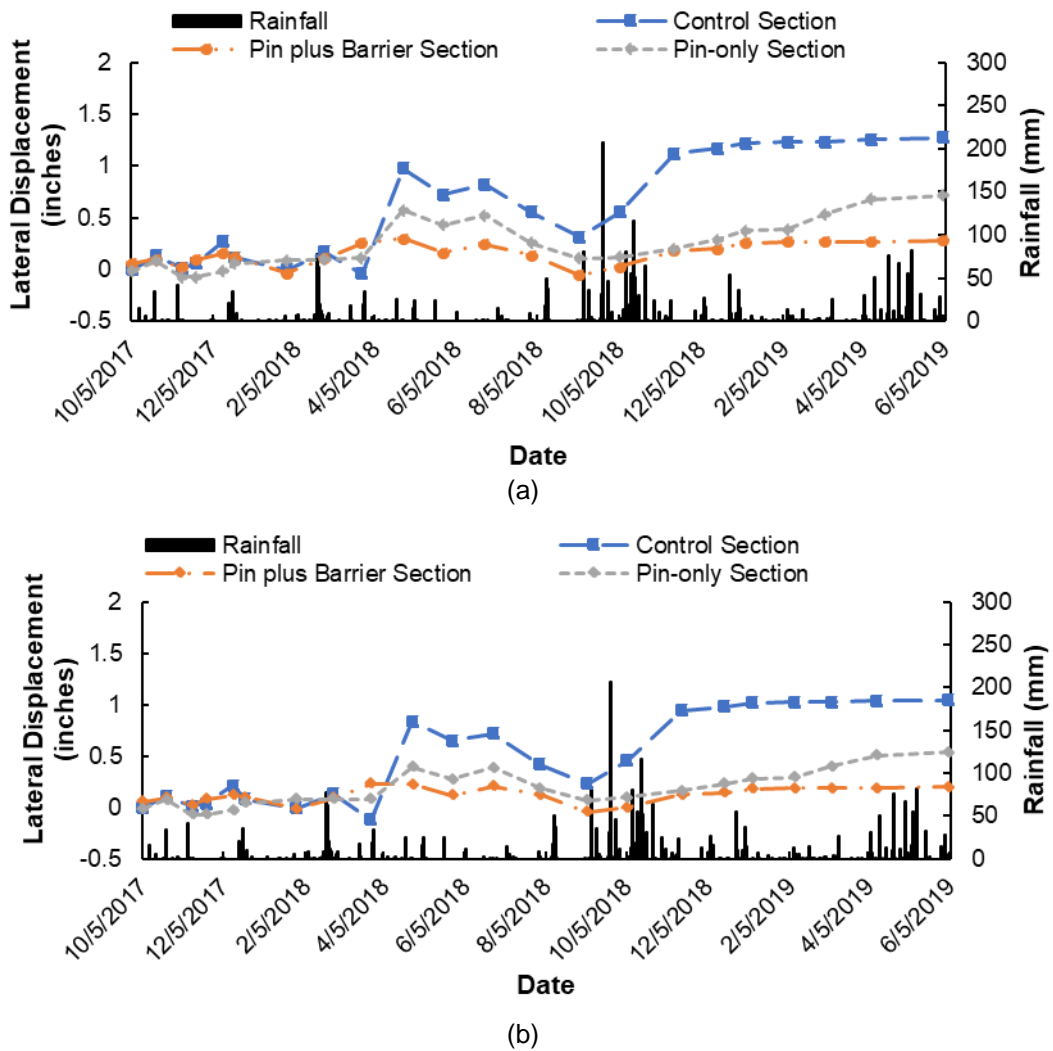 Rainfall
Control Section
Pin plus Barrier Section
Pin-only Section
Lateral Displacement
(inches)
2
1.5
1
0.5
0
-0.5
300
250
200
150
100
50
0
Rainfall (mm)
10/5/2017
12/5/2017
2/5/2018
4/5/2018
6/5/2018
8/5/2018
10/5/2018
12/5/2018
2/5/2019
4/5/2019
6/5/2019
Date
(a)
Rainfall
Control Section
Pin plus Barrier Section
Pin-only Section
Lateral Displacement
(inches)
2
1.5
1
0.5
0
-0.5
300
250
200
150
100
50
0
Rainfall (mm)
10/5/2017
12/5/2017
2/5/2018
4/5/2018
6/5/2018
8/5/2018
10/5/2018
12/5/2018
2/5/2019
4/5/2019
6/5/2019
Date
(b)